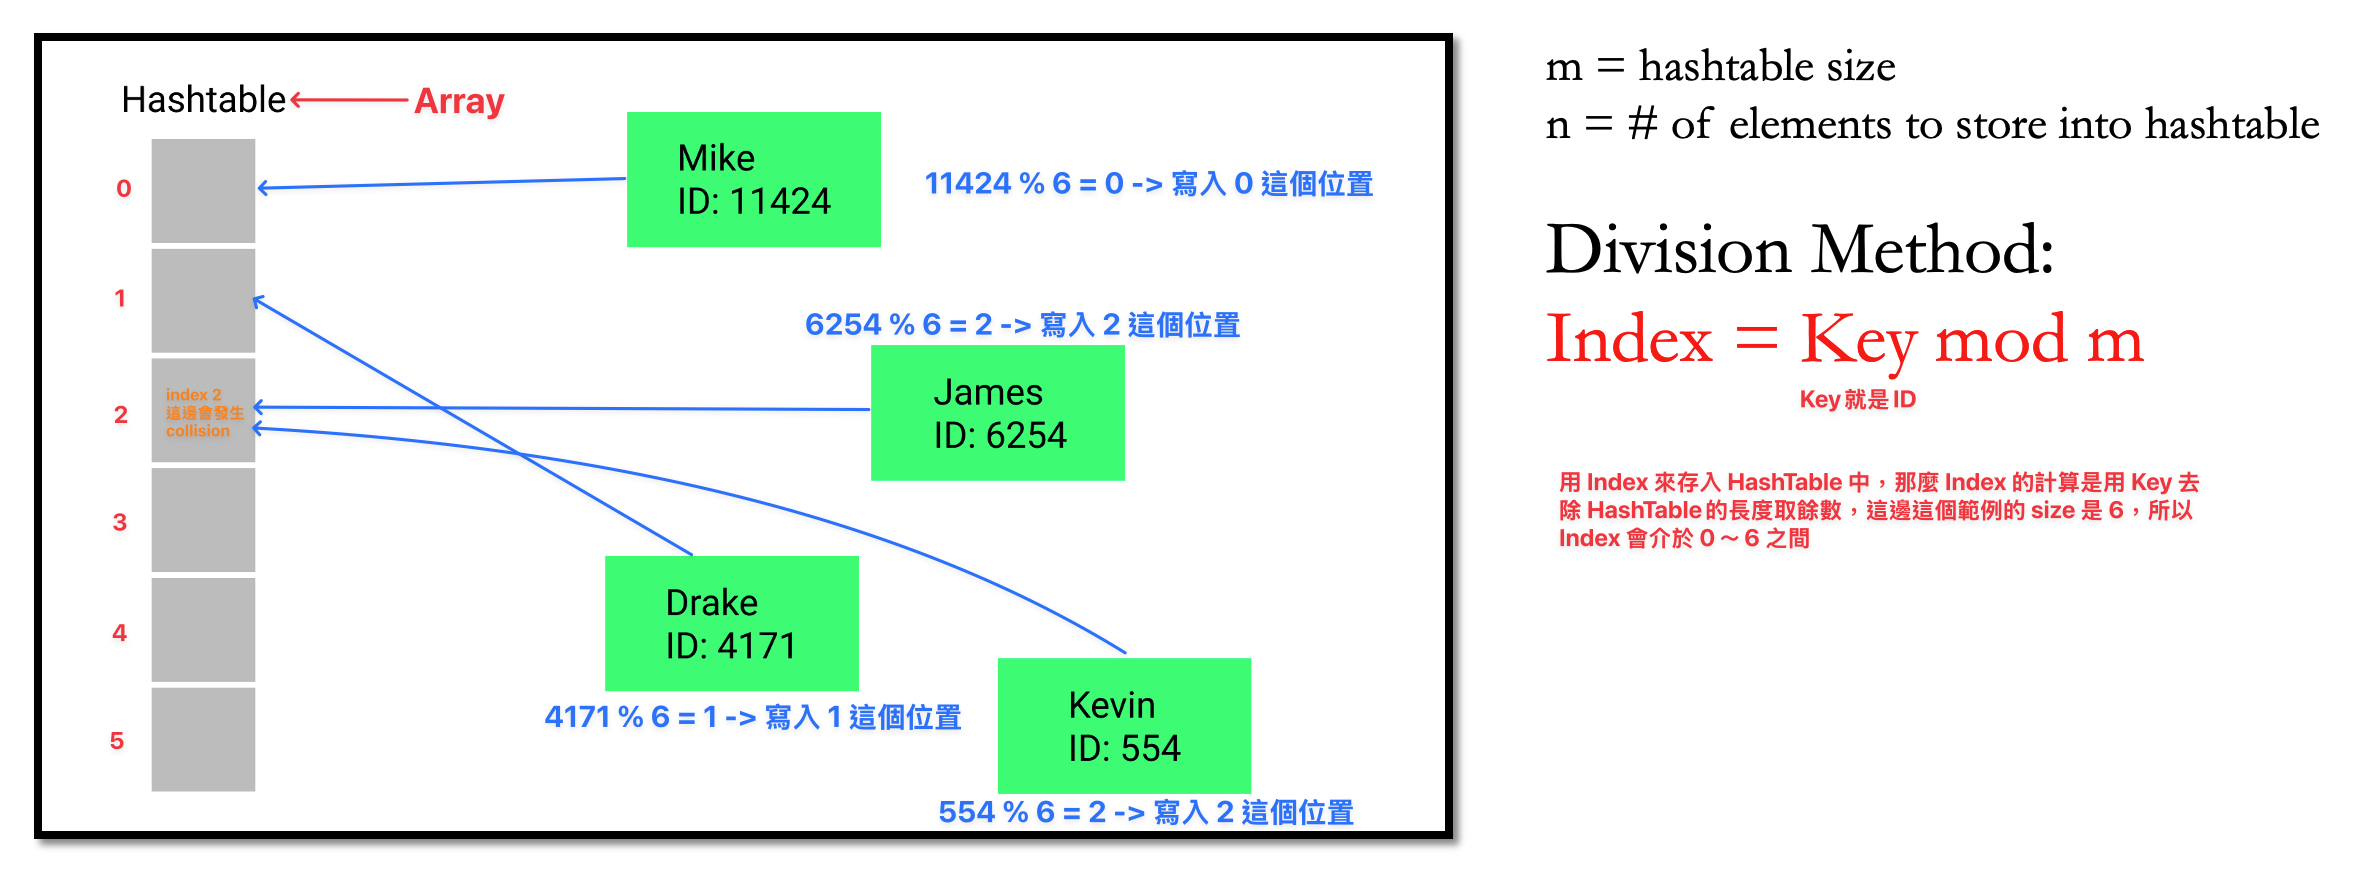 Hashtable
Array
0
1
2
3
4
5
index 2
這邊會發生
collision
Mike
ID: 11424
11424 % 6 = 0 -> 寫入 0 這個位置
6254 % 6 = 2 -> 寫入 2 這個位置
James
ID: 6254
Drake
ID: 4171
4171 % 6 = 1 -> 寫入 1 這個位置
Kevin
ID: 554
554 % 6 = 2 -> 寫入 2 這個位置
m = hashtable size
n = # of elements to store into hashtable
Division Method:
Index = Key mod m
Key 就是 ID
用 Index 來存入 HashTable 中，那麼 Index 的計算是用 Key 去
除 HashTable 的長度取餘數，這邊這個範例的 size 是 6，所以
Index 會介於 0～6 之間